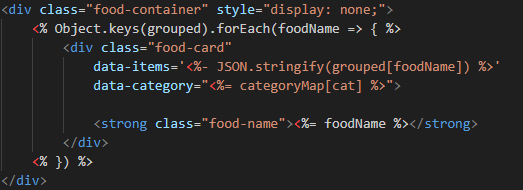 <div class="food-container" style="display: none;">
    <% Object.keys(grouped).forEach(foodName => { %>
        <div class="food-card"
            data-items='<%- JSON.stringify(grouped[foodName]) %>'
            data-category="<%= categoryMap[cat] %>">

            <strong class="food-name"><%= foodName %></strong>
        </div>
    <% }) %>
</div>